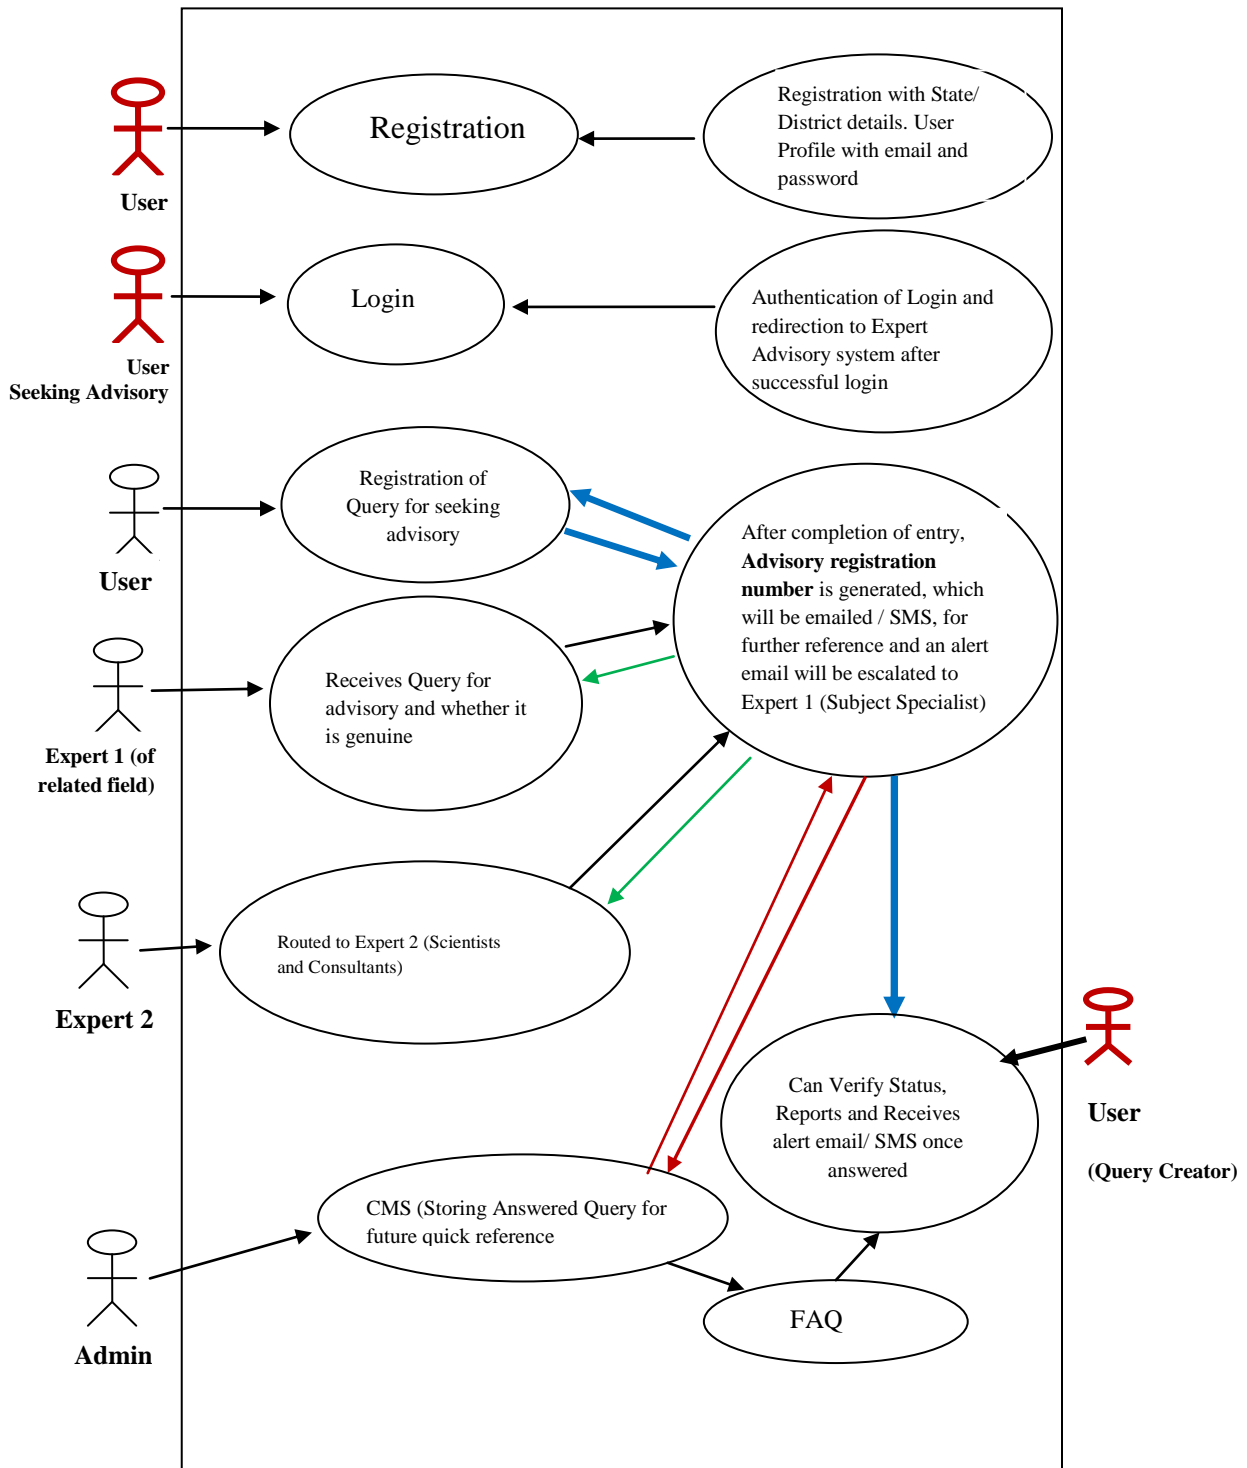 Registration
Registration with State/
District details. User
Profile with email and
password
User
Login
Authentication of Login and
redirection to Expert
Advisory system after
successful login
User
Seeking Advisory
Registration of
Query for seeking
advisory
User
After completion of entry,
Advisory registration
number is generated, which
will be emailed / SMS, for
further reference and an alert
email will be escalated to
Expert 1 (Subject Specialist)
Receives Query for
advisory and whether it
is genuine
Expert 1 (of
related field)
Routed to Expert 2 (Scientists
and Consultants)
Expert 2
Can Verify Status,
Reports and Receives
alert email/ SMS once
answered
User
(Query Creator)
CMS (Storing Answered Query for
future quick reference
FAQ
Admin